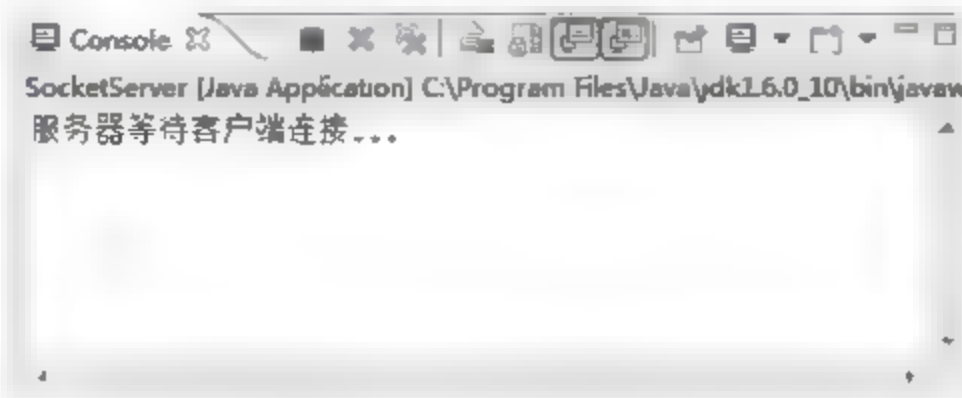 Console
SocketServer [Java Application] C:\Program Files\Java\jdk1.6.0_10\bin\javaw
服务器等待客户端连接...